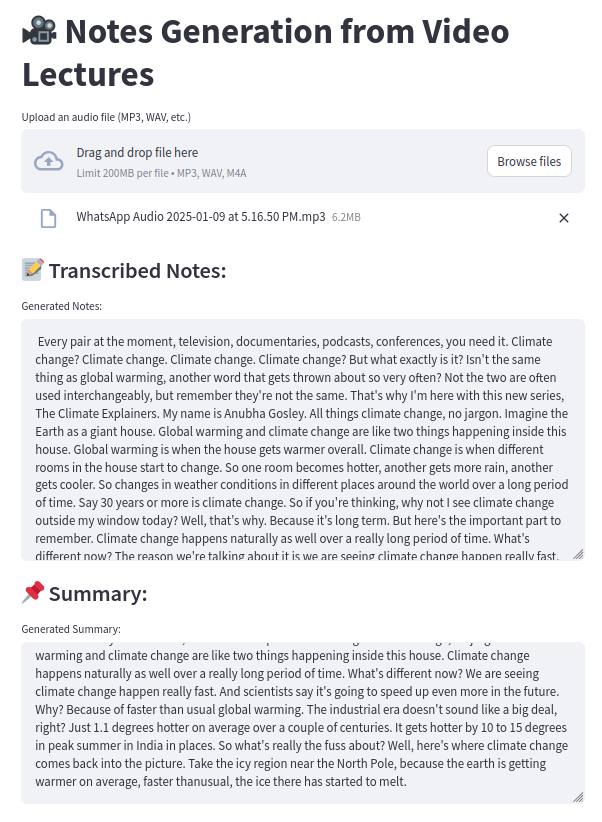 Notes Generation from Video
Lectures
Upload an audio file (MP3, WAV, etc.)
Drag and drop file here
Limit 200MB per file • MP3, WAV, M4A
Browse files
WhatsApp Audio 2025-01-09 at 5.16.50 PM.mp3 6.2MB
Transcribed Notes:
Generated Notes:
Every pair at the moment, television, documentaries, podcasts, conferences, you need it. Climate
change? Climate change. Climate change. Climate change? But what exactly is it? Isn't the same
thing as global warming, another word that gets thrown about so very often? Not the two are often
used interchangeably, but remember they're not the same. That's why I'm here with this new series,
The Climate Explainers. My name is Anubha Gosley. All things climate change, no jargon. Imagine the
Earth as a giant house. Global warming and climate change are like two things happening inside this
house. Global warming is when the house gets warmer overall. Climate change is when different
rooms in the house start to change. So one room becomes hotter, another gets more rain, another
gets cooler. So changes in weather conditions in different places around the world over a long period
of time. Say 30 years or more is climate change. So if you're thinking, why not I see climate change
outside my window today? Well, that's why. Because it's long term. But here's the important part to
remember. Climate change happens naturally as well over a really long period of time. What's
different now? The reason we're talking about it is we are seeing climate change happen really fast.
Summary:
Generated Summary:
warming and climate change are like two things happening inside this house. Climate change
happens naturally as well over a really long period of time. What's different now? We are seeing
climate change happen really fast. And scientists say it's going to speed up even more in the future.
Why? Because of faster than usual global warming. The industrial era doesn't sound like a big deal,
right? Just 1.1 degrees hotter on average over a couple of centuries. It gets hotter by 10 to 15 degrees
in peak summer in India in places. So what's really the fuss about? Well, here's where climate change
comes back into the picture. Take the icy region near the North Pole, because the earth is getting
warmer on average, faster thanusual, the ice there has started to melt.